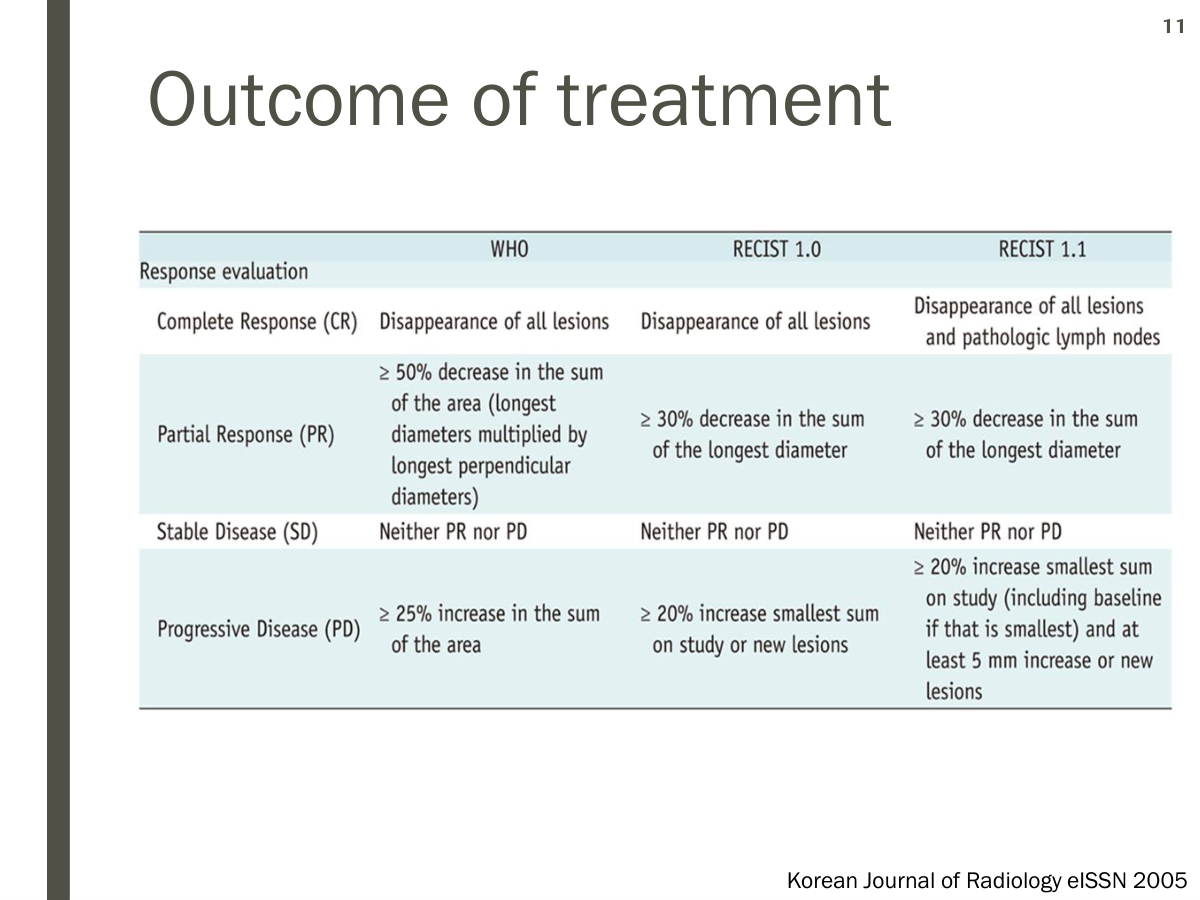 11
Outcome of treatment
WHO RECIST 1.0 RECIST 1.1
Response evaluation
Complete Response (CR) Disappearance of all lesions Disappearance of all lesions Disappearance of all lesions
and pathologic lymph nodes
Partial Response (PR) ≥ 50% decrease in the sum
of the area (longest
diameters multiplied by
longest perpendicular
diameters)
≥ 30% decrease in the sum
of the longest diameter
≥ 30% decrease in the sum
of the longest diameter
Stable Disease (SD) Neither PR nor PD Neither PR nor PD Neither PR nor PD
Progressive Disease (PD) ≥ 25% increase in the sum
of the area
≥ 20% increase smallest sum
on study or new lesions
≥ 20% increase smallest sum
on study (including baseline
if that is smallest) and at
least 5 mm increase or new
lesions
Korean Journal of Radiology eISSN 2005